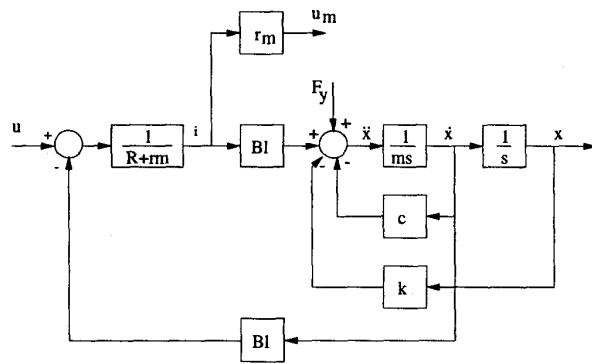 u_m
r_m
F_y
u
+
-
1
R+rm
i
Bl
+
+
-
-
ẍ
1
ms
ẋ
1
s
x
c
k
Bl